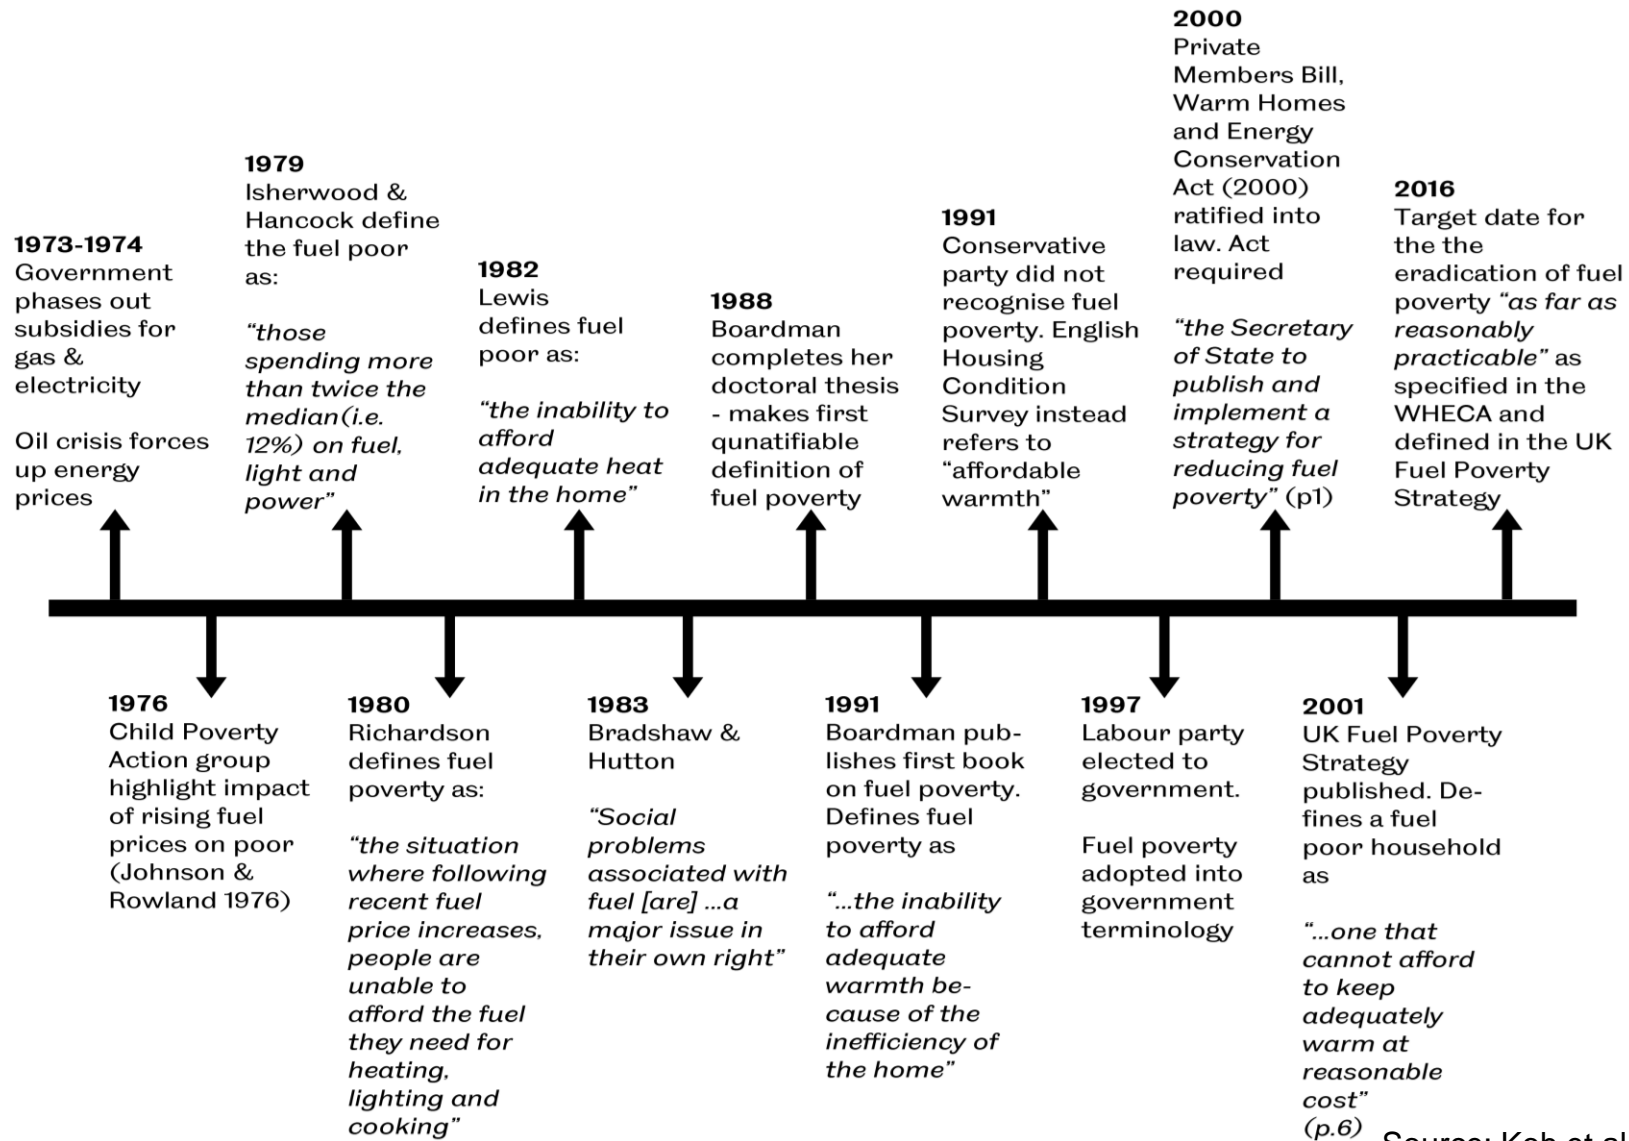 1973-1974
Government
phases out
subsidies for
gas &
electricity
Oil crisis forces
up energy
prices
1976
Child Poverty
Action group
highlight impact
of rising fuel
prices on poor
(Johnson &
Rowland 1976)
1979
Isherwood &
Hancock define
the fuel poor
as:
“those
spending more
than twice the
median(i.e.
12%) on fuel,
light and
power”
1980
Richardson
defines fuel
poverty as:
“the situation
where following
recent fuel
price increases,
people are
unable to
afford the fuel
they need for
heating,
lighting and
cooking”
1982
Lewis
defines fuel
poor as:
“the inability to
afford
adequate heat
in the home”
1983
Bradshaw &
Hutton
“Social
problems
associated with
fuel [are] ...a
major issue in
their own right”
1988
Boardman
completes her
doctoral thesis
- makes first
qunatifiable
definition of
fuel poverty
1991
Boardman pub-
lishes first book
on fuel poverty.
Defines fuel
poverty as
“...the inability
to afford
adequate
warmth be-
cause of the
inefficiency of
the home”
1991
Conservative
party did not
recognise fuel
poverty. English
Housing
Condition
Survey instead
refers to
“affordable
warmth”
1997
Labour party
elected to
government.
Fuel poverty
adopted into
government
terminology
2000
Private
Members Bill,
Warm Homes
and Energy
Conservation
Act (2000)
ratified into
law. Act
required
“the Secretary
of State to
publish and
implement a
strategy for
reducing fuel
poverty” (p1)
2001
UK Fuel Poverty
Strategy
published. De-
fines a fuel
poor household
as
“...one that
cannot afford
to keep
adequately
warm at
reasonable
cost”
(p.6)
2016
Target date for
the the
eradication of fuel
poverty “as far as
reasonably
practicable” as
specified in the
WHECA and
defined in the UK
Fuel Poverty
Strategy
Source: Koh et al